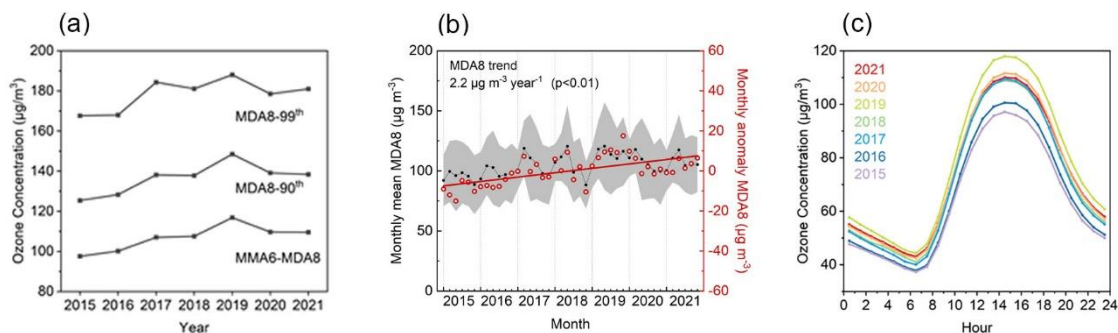 (a)
Ozone Concentration (μg/m³)
200
180
160
140
120
100
80
MDA8-99th
MDA8-90th
MMA6-MDA8
2015 2016 2017 2018 2019 2020 2021
Year
(b)
Monthly mean MDA8 (μg m⁻³)
200
150
100
50
0
MDA8 trend
2.2 μg m⁻³ year⁻¹ (p<0.01)
60
40
20
0
-20
-40
-60
Monthly anomaly MDA8 (μg m⁻³)
2015 2016 2017 2018 2019 2020 2021
Month
(c)
Ozone Concentration (μg/m³)
120
100
80
60
40
2021
2020
2019
2018
2017
2016
2015
0 2 4 6 8 10 12 14 16 18 20 22 24
Hour